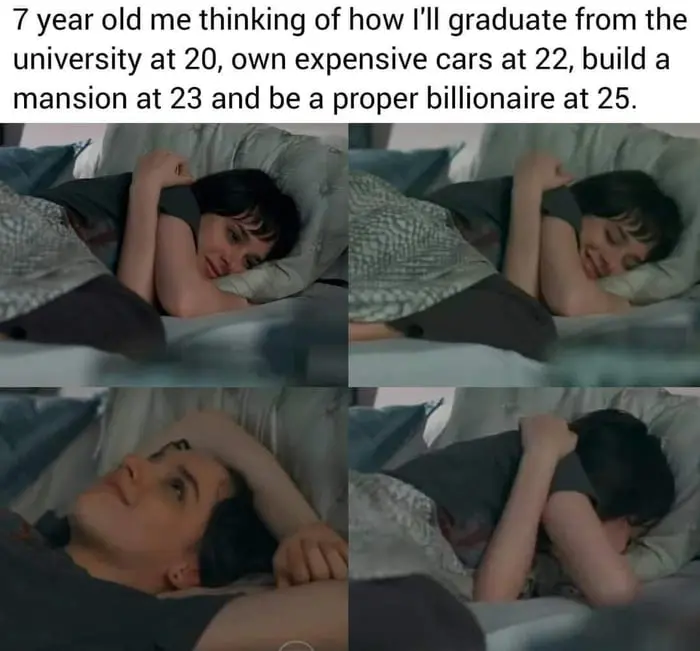 7 year old me thinking of how I'll graduate from the
university at 20, own expensive cars at 22, build a
mansion at 23 and be a proper billionaire at 25.